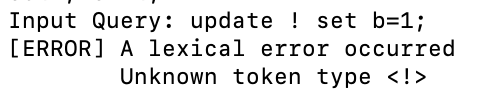 Input Query: update ! set b=1;
[ERROR] A lexical error occurred
Unknown token type <!>